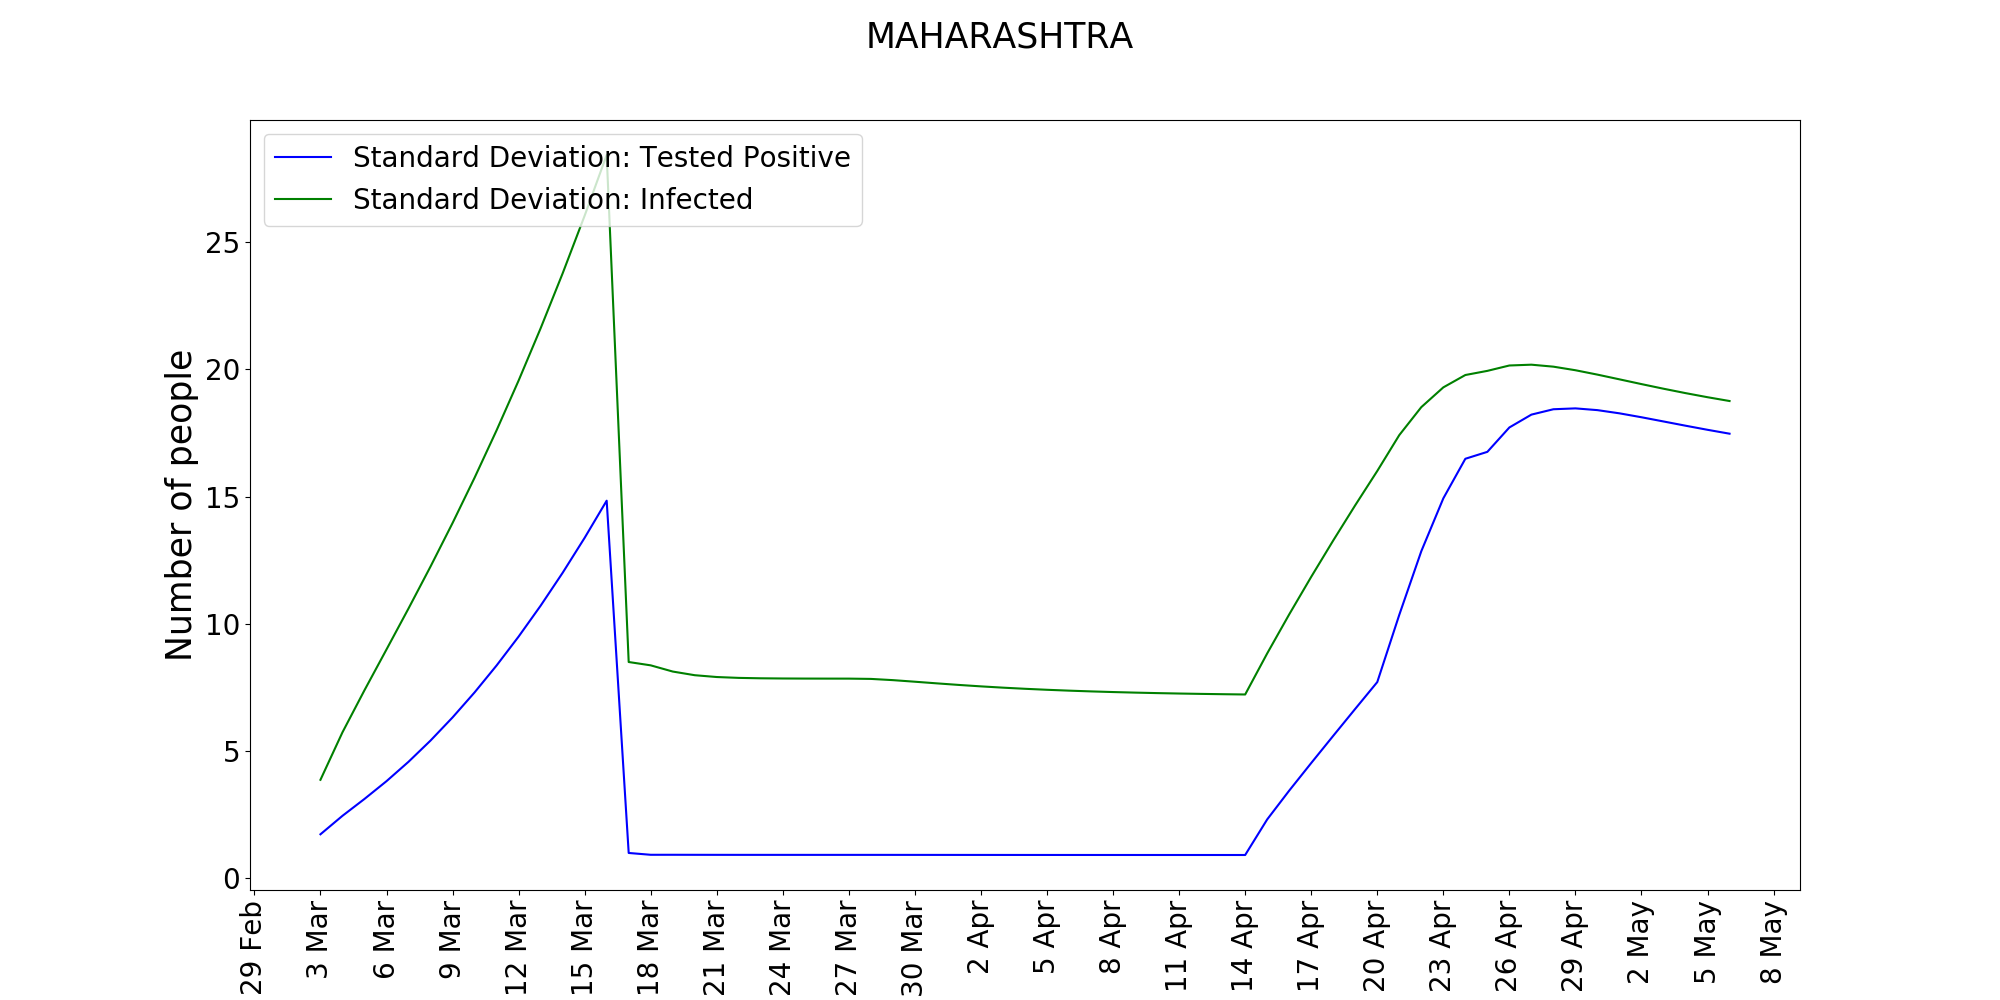 MAHARASHTRA
Standard Deviation: Tested Positive
Standard Deviation: Infected
Number of people
25
20
15
10
5
0
29 Feb
3 Mar
6 Mar
9 Mar
12 Mar
15 Mar
18 Mar
21 Mar
24 Mar
27 Mar
30 Mar
2 Apr
5 Apr
8 Apr
11 Apr
14 Apr
17 Apr
20 Apr
23 Apr
26 Apr
29 Apr
2 May
5 May
8 May